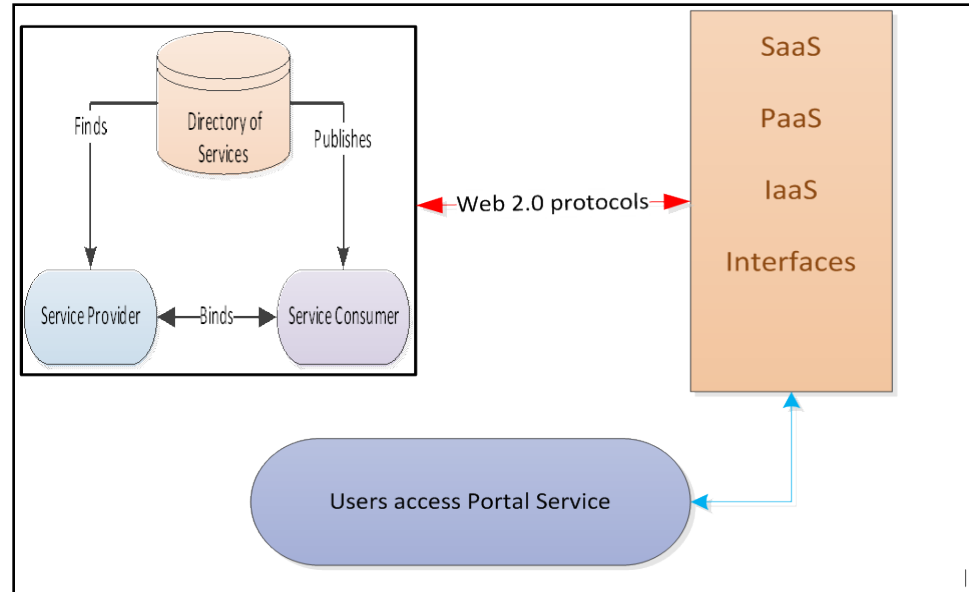 Directory of
Services
Finds
Publishes
Service Provider
Binds
Service Consumer
Web 2.0 protocols
SaaS
PaaS
IaaS
Interfaces
Users access Portal Service